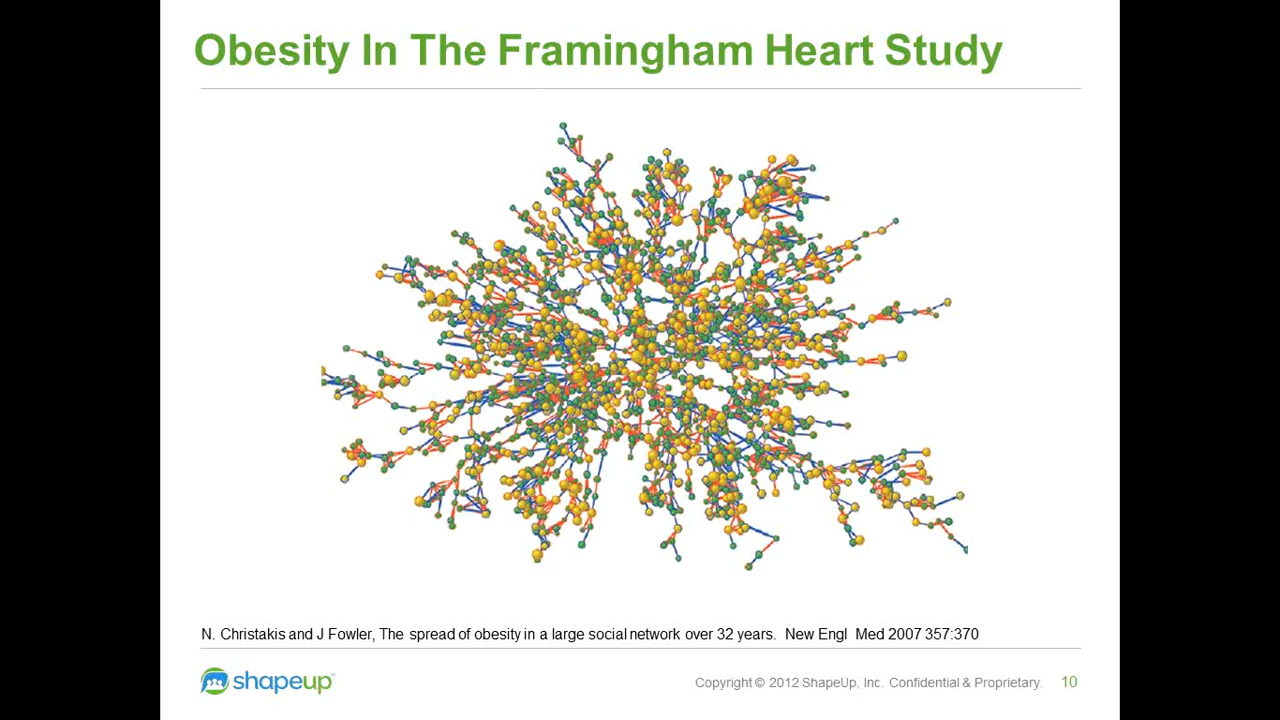 Obesity In The Framingham Heart Study
N. Christakis and J Fowler, The spread of obesity in a large social network over 32 years. New Engl Med 2007 357:370
shapeup™
Copyright © 2012 ShapeUp, Inc. Confidential & Proprietary. 10